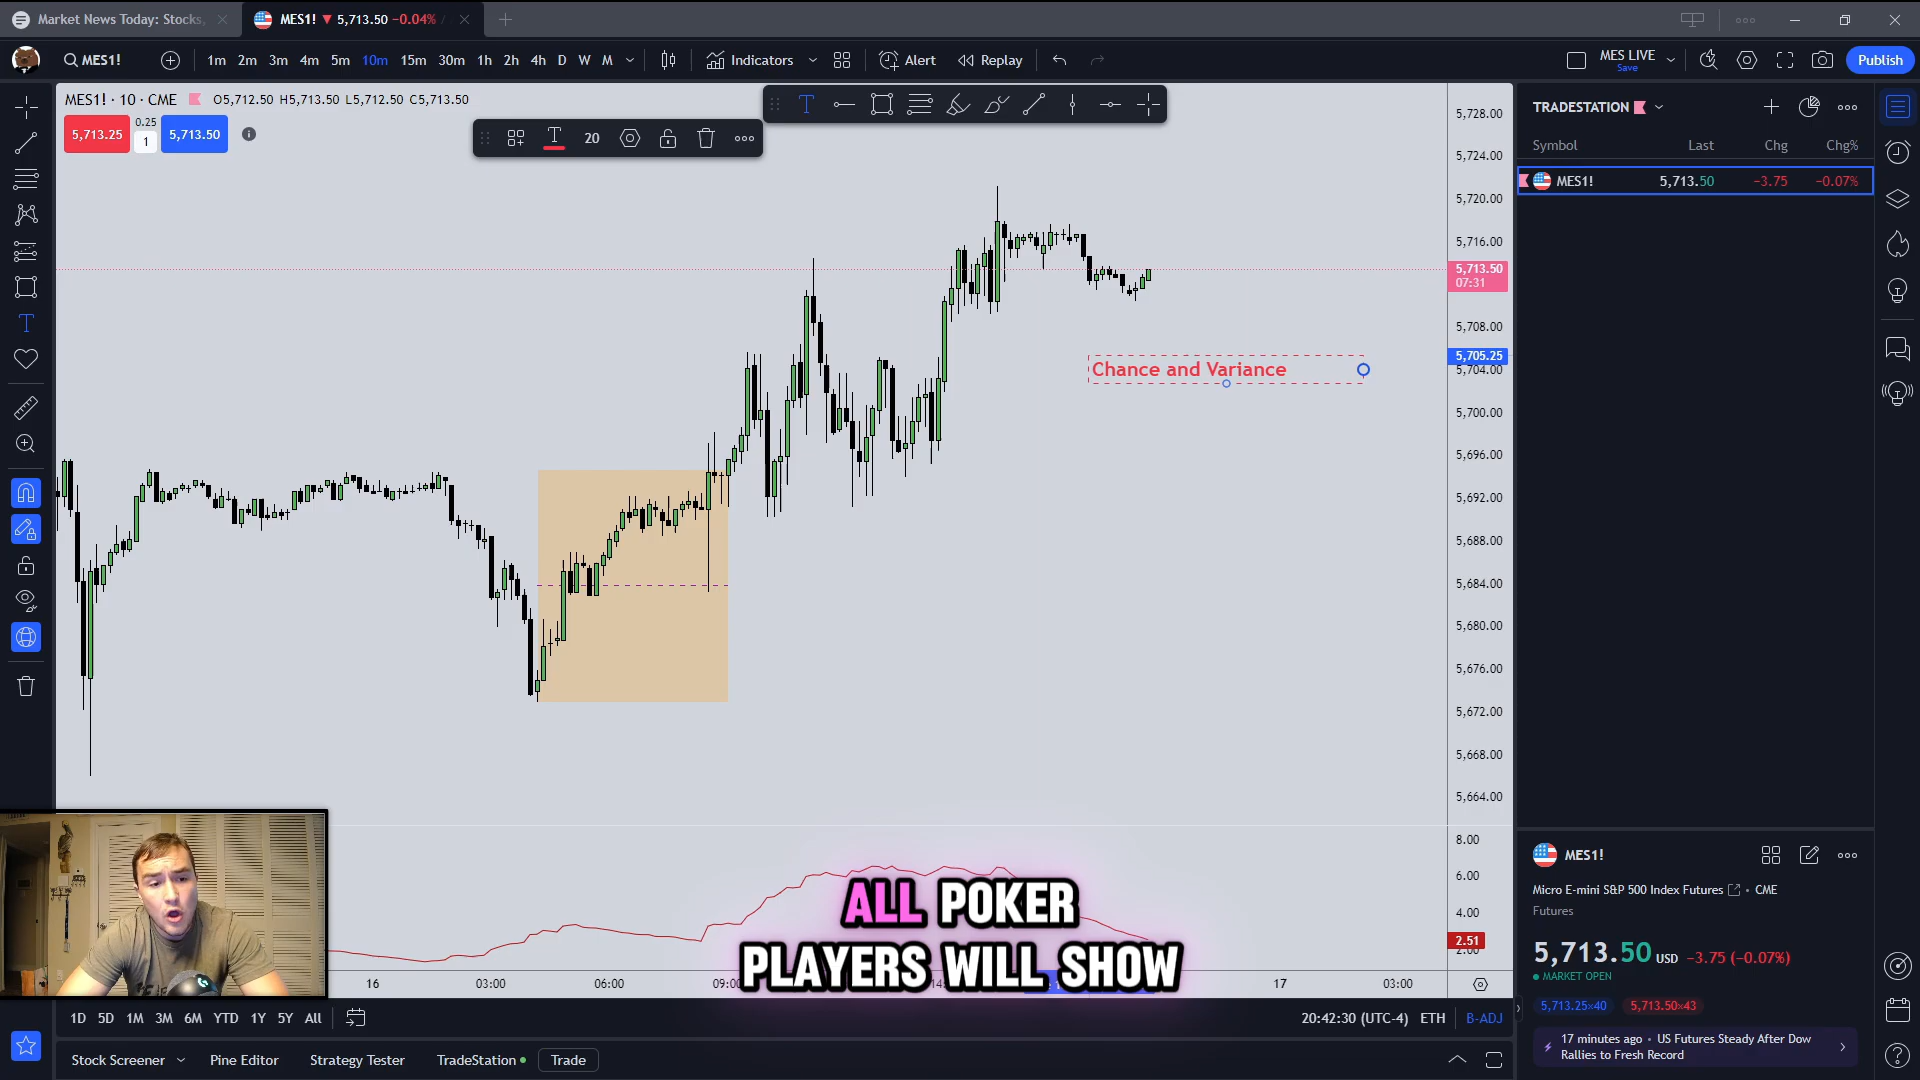 Market News Today: Stocks,
MES1! ▼ 5,713.50 −0.04% /
MES1!
1m 2m 3m 4m 5m 10m 15m 30m 1h 2h 4h D W M
Indicators
Alert
Replay
MES LIVE
Save
Publish
MES1! · 10 · CME
O5,712.50 H5,713.50 L5,712.50 C5,713.50
5,713.25
0.25
1
5,713.50
20
TRADESTATION
Symbol Last Chg Chg%
MES1! 5,713.50 −3.75 −0.07%
5,728.00
5,724.00
5,720.00
5,716.00
5,713.50
07:31
5,708.00
5,705.25
5,704.00
5,700.00
5,696.00
5,692.00
5,688.00
5,684.00
5,680.00
5,676.00
5,672.00
5,668.00
5,664.00
Chance and Variance
8.00
6.00
4.00
2.51
2.00
ALL POKER
PLAYERS WILL SHOW
16 03:00 06:00 09:00 17 03:00
MES1!
Micro E-mini S&P 500 Index Futures • CME
Futures
5,713.50 USD −3.75 (−0.07%)
MARKET OPEN
5,713.25×40 5,713.50×43
17 minutes ago • US Futures Steady After Dow
Rallies to Fresh Record
1D 5D 1M 3M 6M YTD 1Y 5Y All
20:42:30 (UTC-4) ETH B-ADJ
Stock Screener Pine Editor Strategy Tester TradeStation Trade